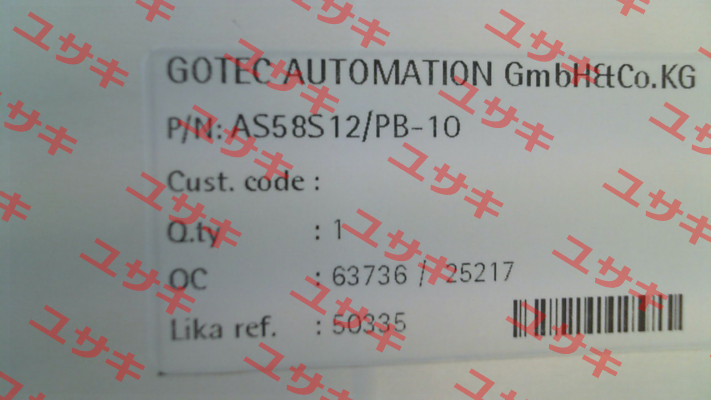 GOTEC AUTOMATION GmbH&Co.KG
P/N: AS58S12/PB-10
Cust. code :
Q.ty : 1
OC : 63736 / 25217
Lika ref. : 50335
ユサキ